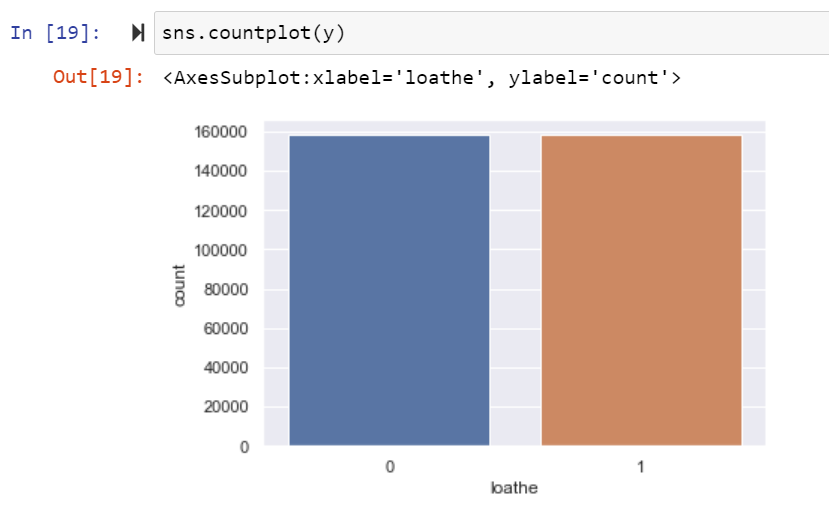 In [19]: sns.countplot(y)
Out[19]: <AxesSubplot:xlabel='loathe', ylabel='count'>
160000
140000
120000
100000
80000
60000
40000
20000
0
count
0 1
loathe